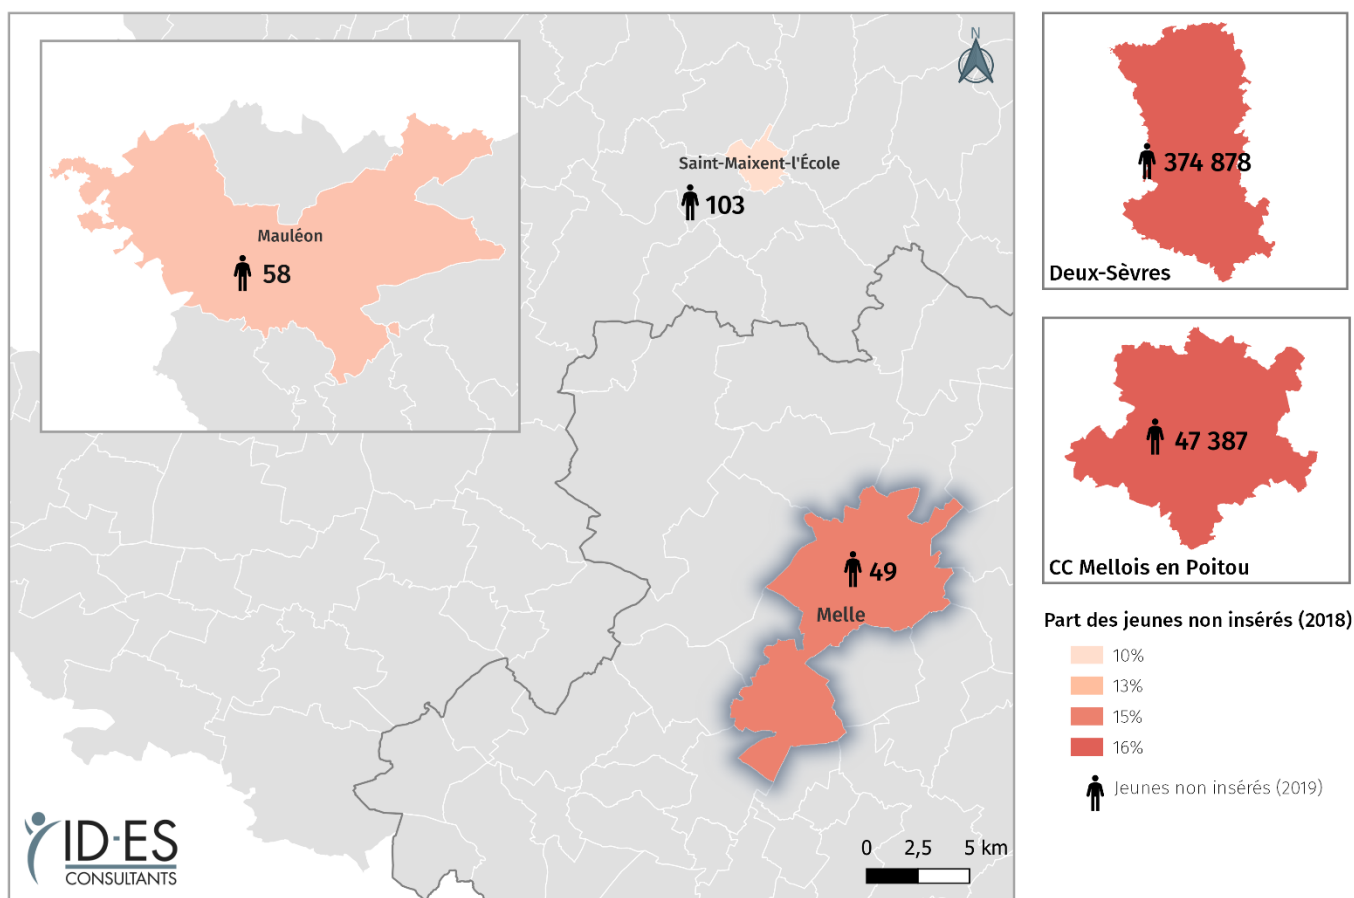 N
Saint-Maixent-l'École
103
Mauléon
58
49
Melle
374 878
Deux-Sèvres
47 387
CC Mellois en Poitou
Part des jeunes non insérés (2018)
10%
13%
15%
16%
Jeunes non insérés (2019)
0 2,5 5 km
ID-ES
CONSULTANTS